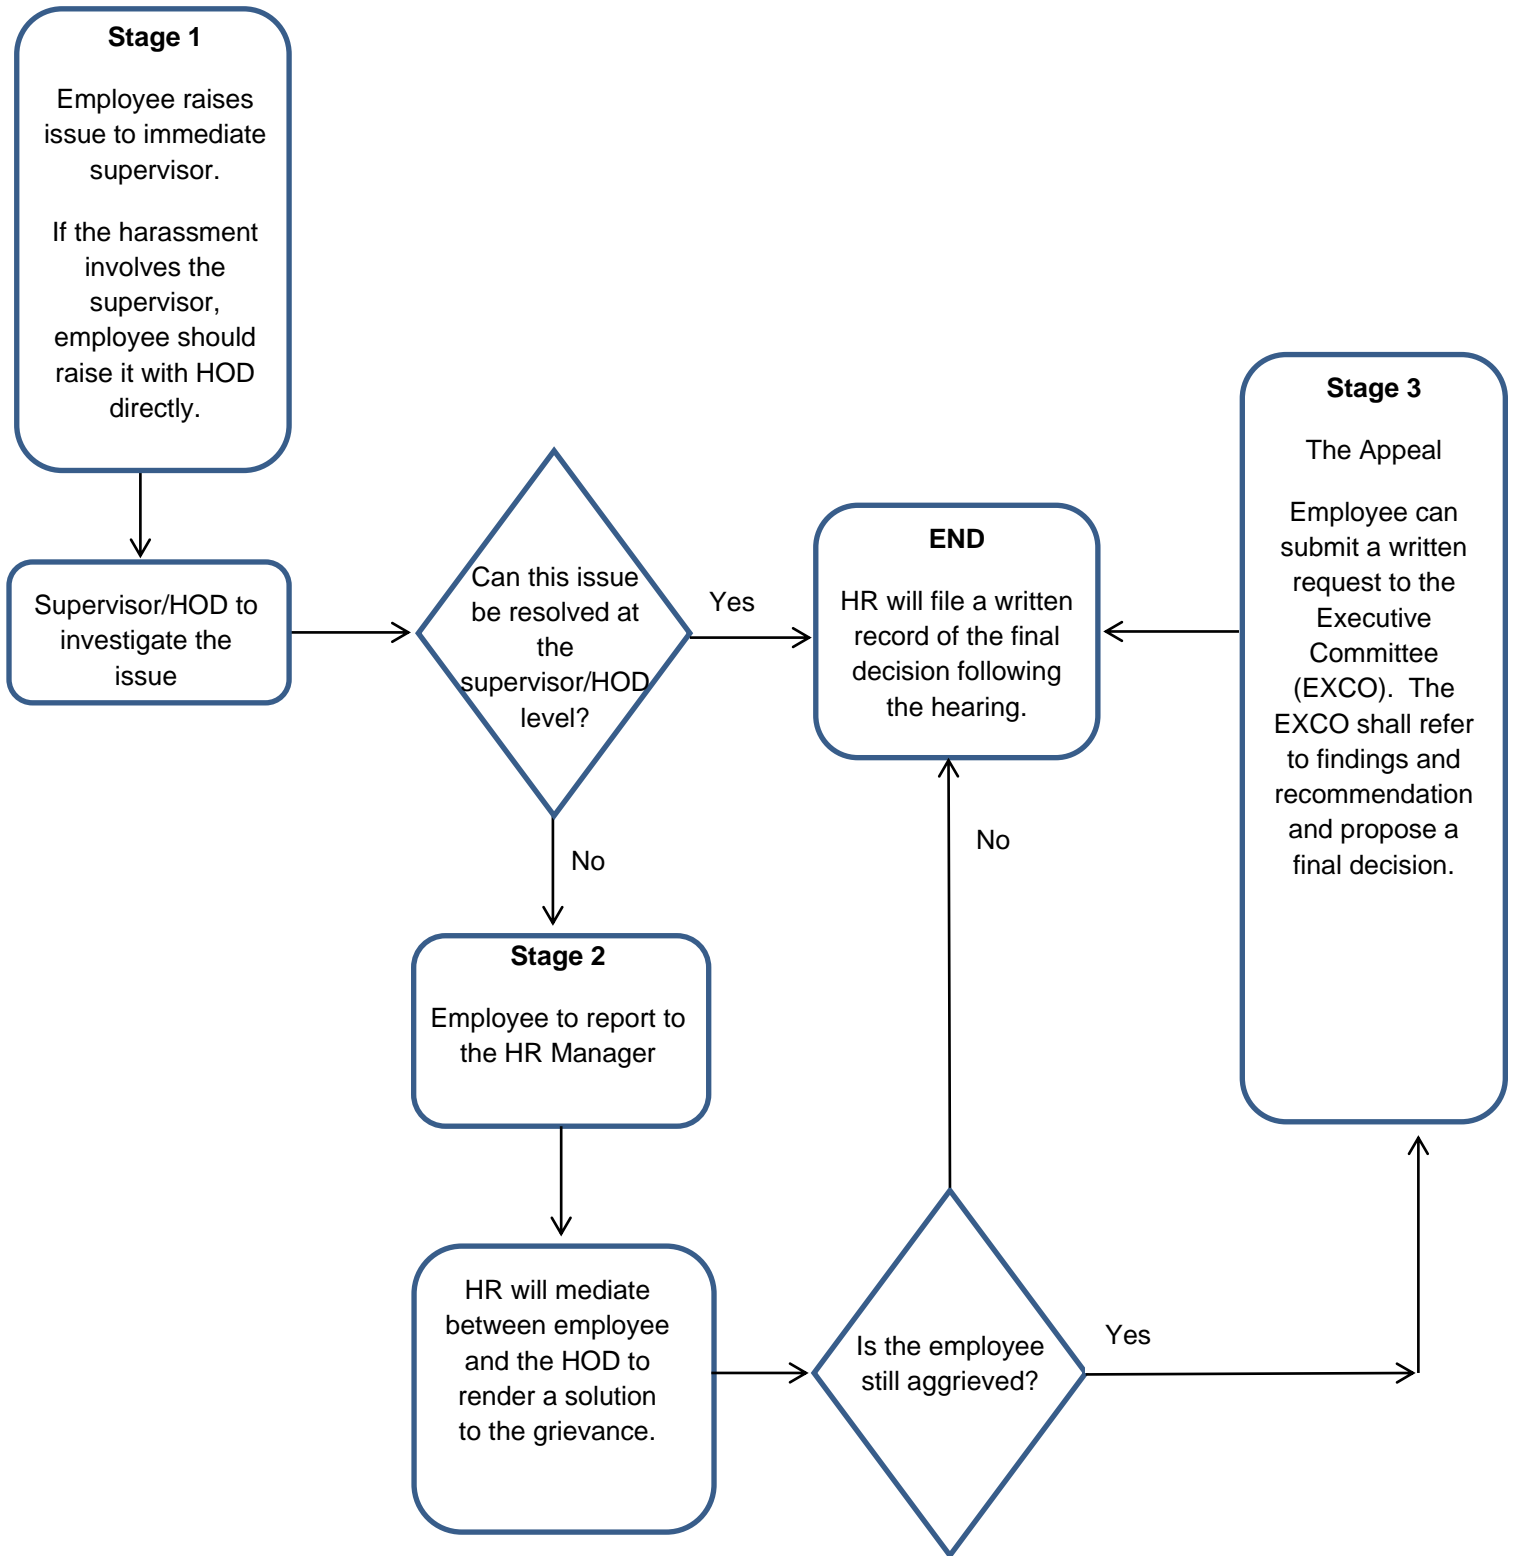 Stage 1
Employee raises
issue to immediate
supervisor.
If the harassment
involves the
supervisor,
employee should
raise it with HOD
directly.
Supervisor/HOD to
investigate the
issue
Can this issue
be resolved at
the
supervisor/HOD
level?
Yes
No
END
HR will file a written
record of the final
decision following
the hearing.
Stage 2
Employee to report to
the HR Manager
HR will mediate
between employee
and the HOD to
render a solution
to the grievance.
Is the employee
still aggrieved?
No
Yes
Stage 3
The Appeal
Employee can
submit a written
request to the
Executive
Committee
(EXCO).  The
EXCO shall refer
to findings and
recommendation
and propose a
final decision.